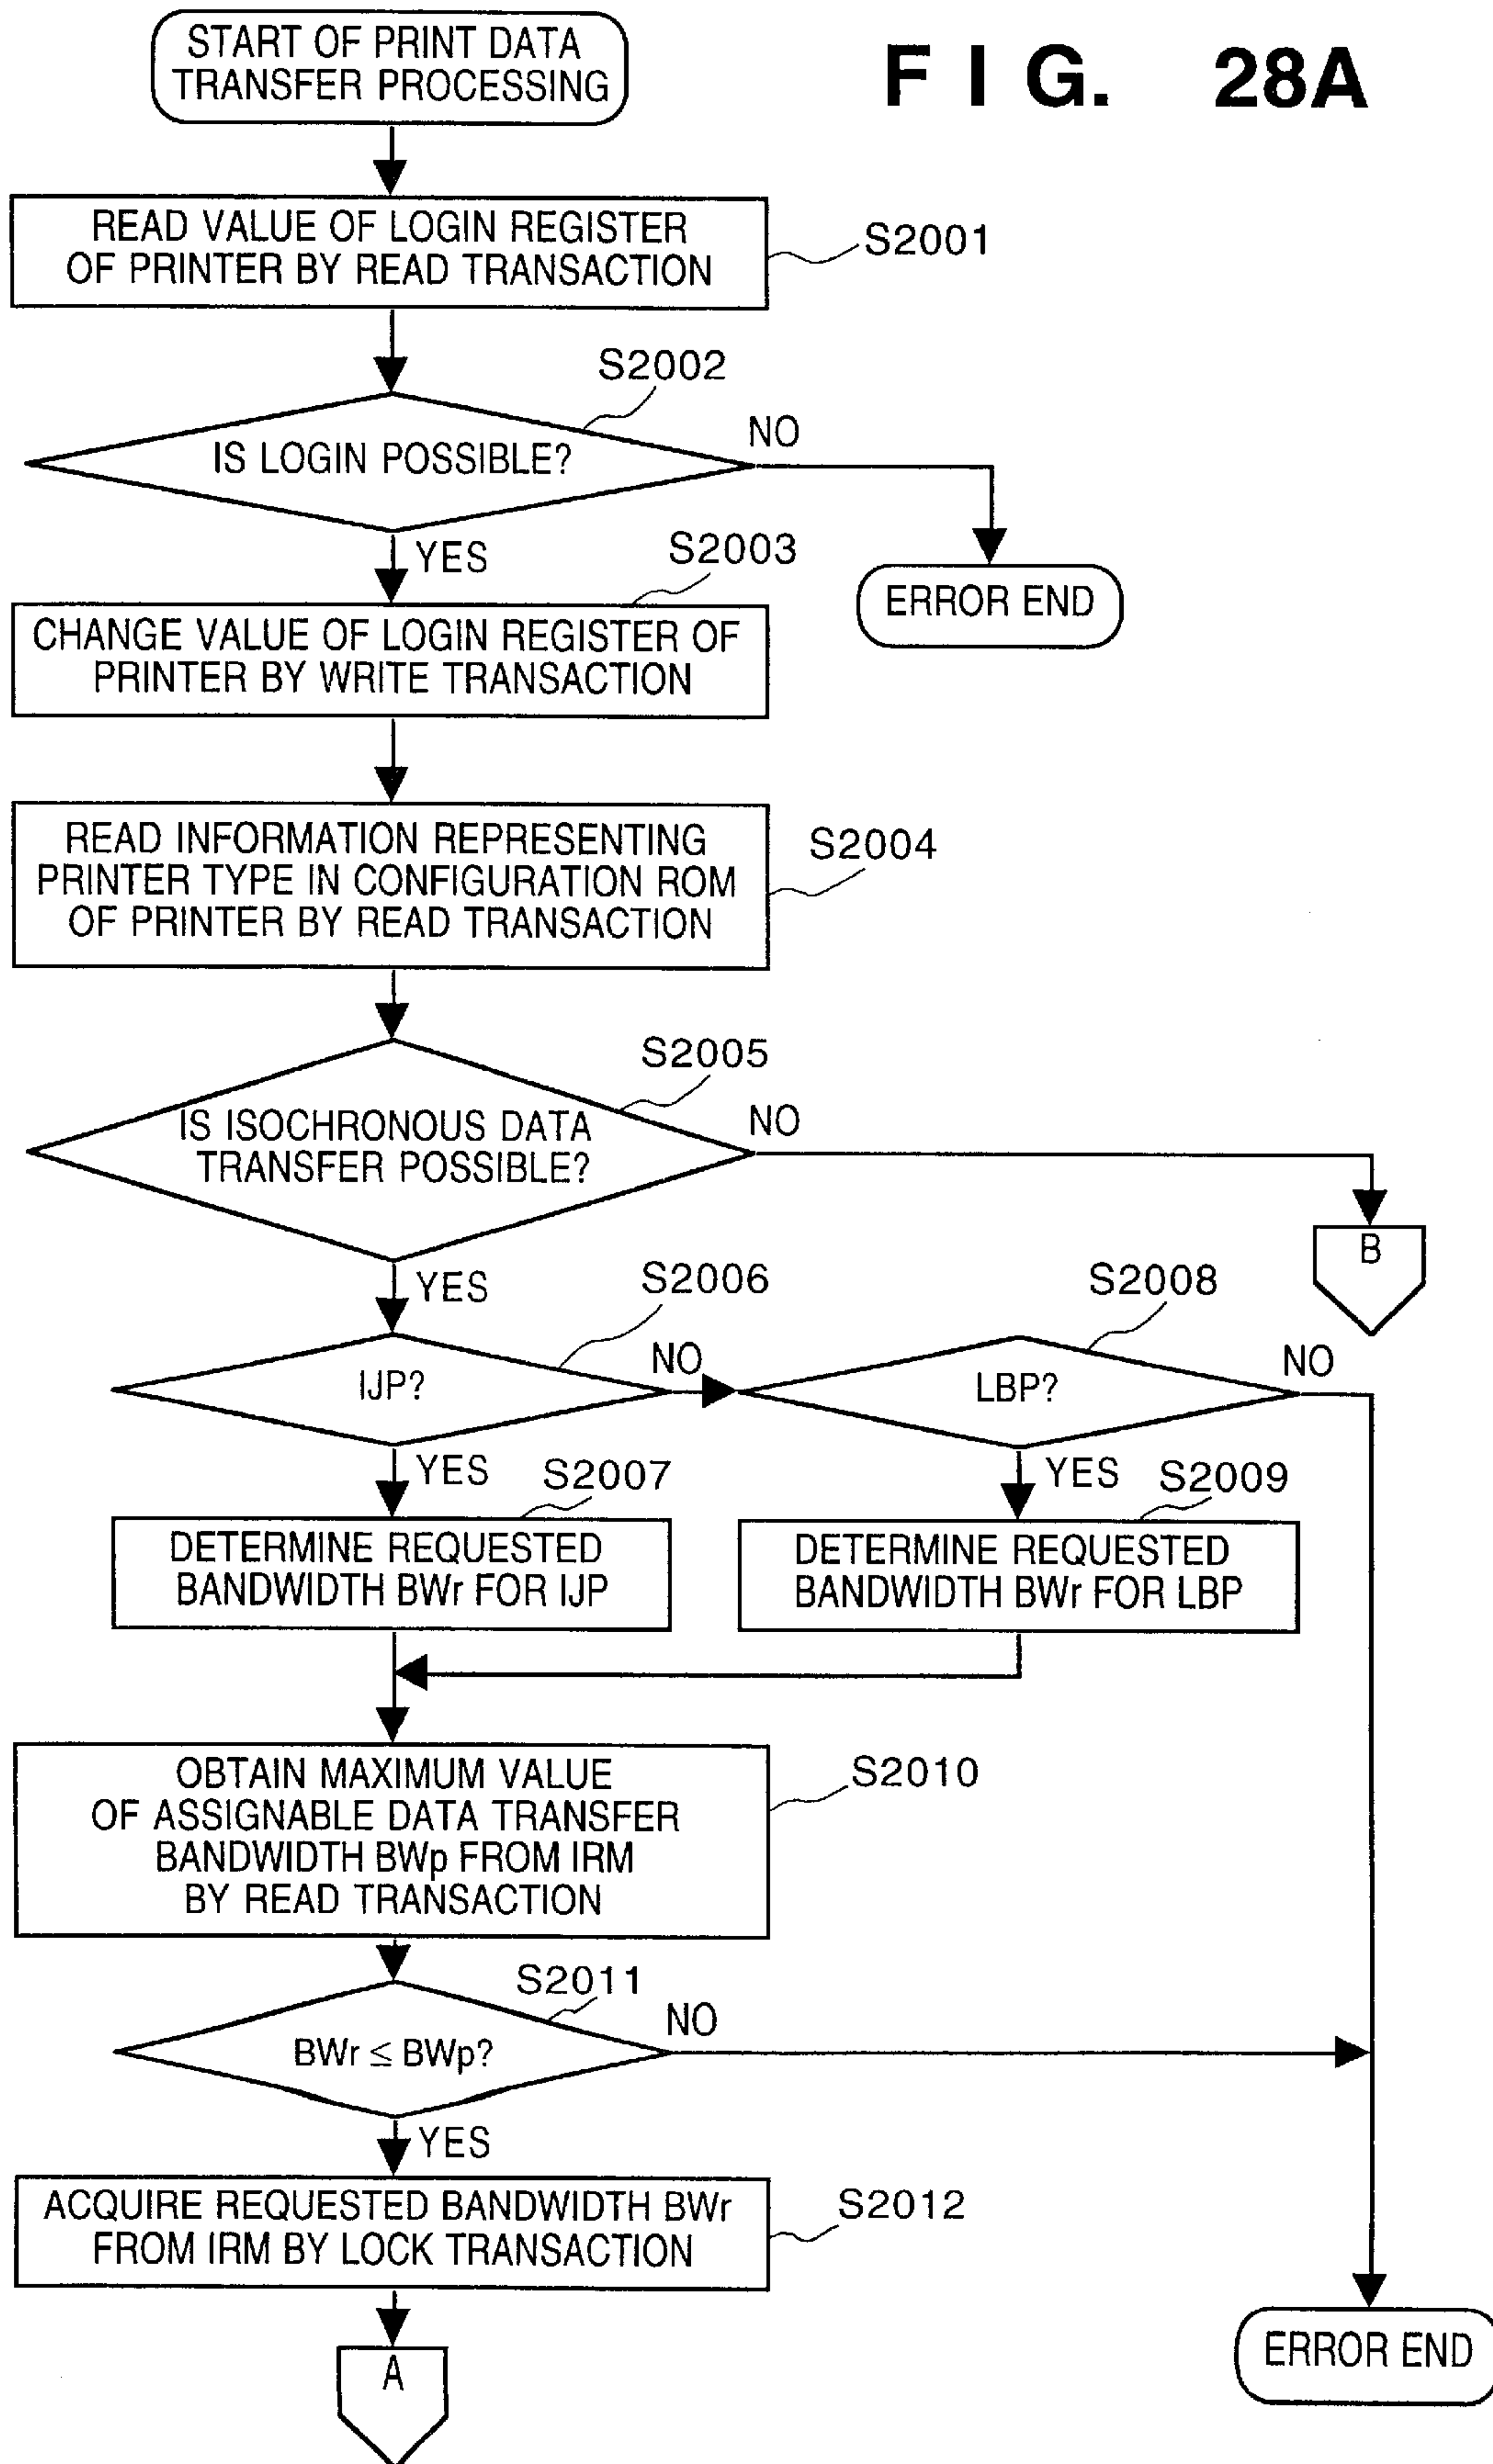 START OF PRINT DATA
TRANSFER PROCESSING
FIG. 28A
READ VALUE OF LOGIN REGISTER
OF PRINTER BY READ TRANSACTION
S2001
S2002
IS LOGIN POSSIBLE?
NO
YES
S2003
ERROR END
CHANGE VALUE OF LOGIN REGISTER OF
PRINTER BY WRITE TRANSACTION
READ INFORMATION REPRESENTING
PRINTER TYPE IN CONFIGURATION ROM
OF PRINTER BY READ TRANSACTION
S2004
S2005
IS ISOCHRONOUS DATA
TRANSFER POSSIBLE?
NO
B
YES
S2006
S2008
IJP?
NO
LBP?
NO
YES
S2007
YES
S2009
DETERMINE REQUESTED
BANDWIDTH BWr FOR IJP
DETERMINE REQUESTED
BANDWIDTH BWr FOR LBP
OBTAIN MAXIMUM VALUE
OF ASSIGNABLE DATA TRANSFER
BANDWIDTH BWp FROM IRM
BY READ TRANSACTION
S2010
S2011
BWr ≤ BWp?
NO
YES
ACQUIRE REQUESTED BANDWIDTH BWr
FROM IRM BY LOCK TRANSACTION
S2012
A
ERROR END